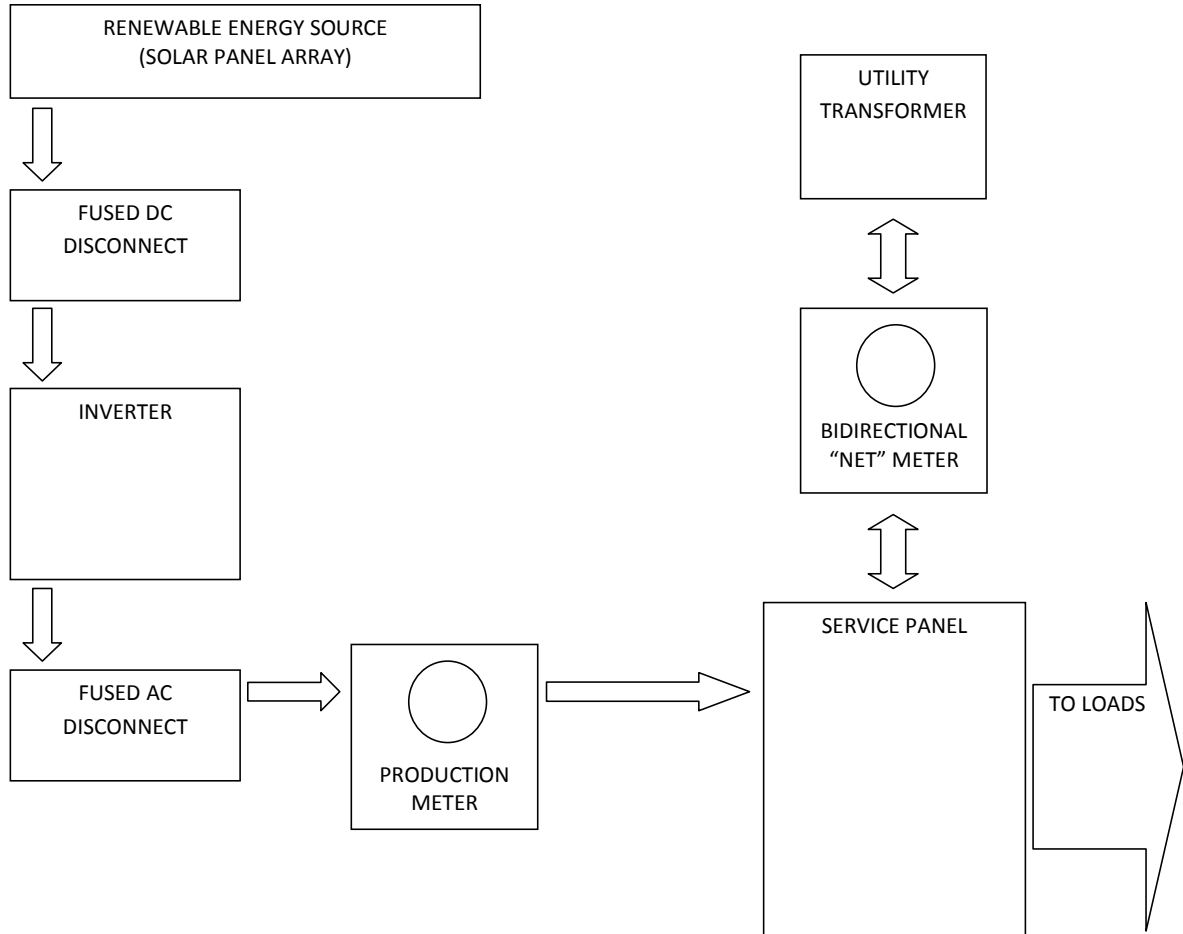 RENEWABLE ENERGY SOURCE
(SOLAR PANEL ARRAY)
UTILITY
TRANSFORMER
FUSED DC
DISCONNECT
INVERTER
BIDIRECTIONAL
“NET” METER
SERVICE PANEL
FUSED AC
DISCONNECT
PRODUCTION
METER
TO LOADS